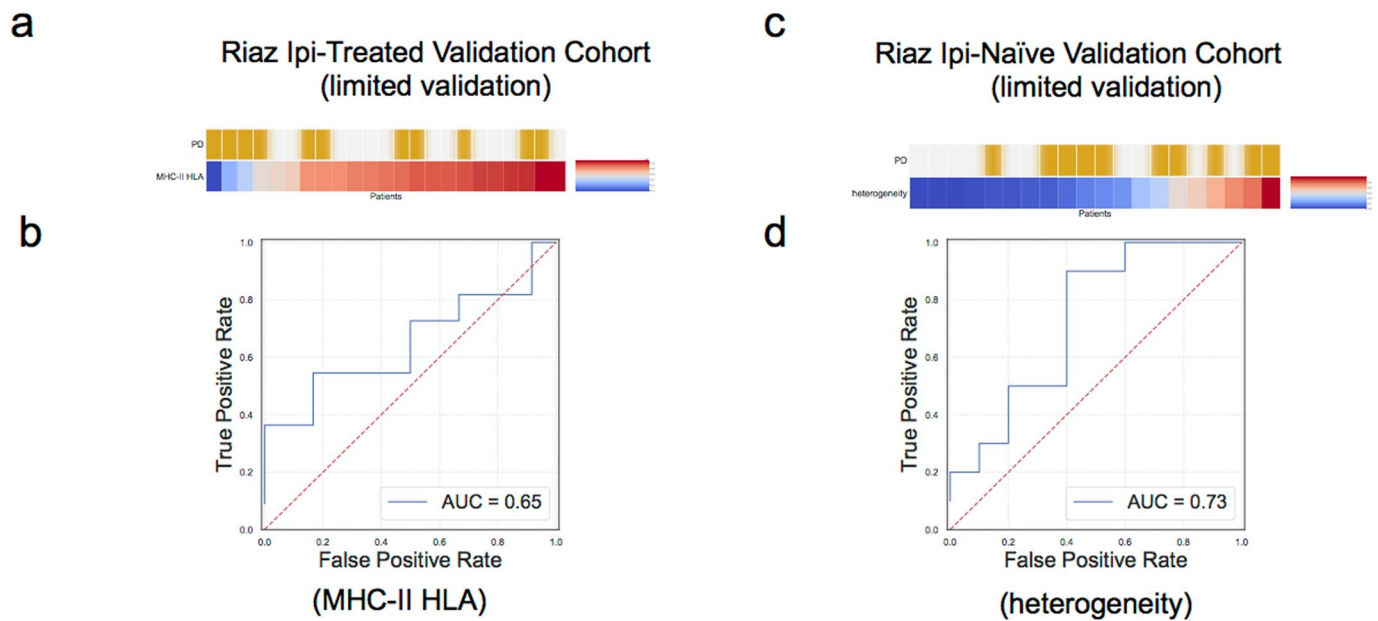 a
Riaz Ipi-Treated Validation Cohort
(limited validation)
PD
MHC-II HLA
Patients
b
1.0
0.8
0.6
0.4
0.2
0.0
True Positive Rate
AUC = 0.65
0.0 0.2 0.4 0.6 0.8 1.0
False Positive Rate
(MHC-II HLA)
c
Riaz Ipi-Naïve Validation Cohort
(limited validation)
PD
heterogeneity
Patients
d
1.0
0.8
0.6
0.4
0.2
0.0
True Positive Rate
AUC = 0.73
0.0 0.2 0.4 0.6 0.8 1.0
False Positive Rate
(heterogeneity)